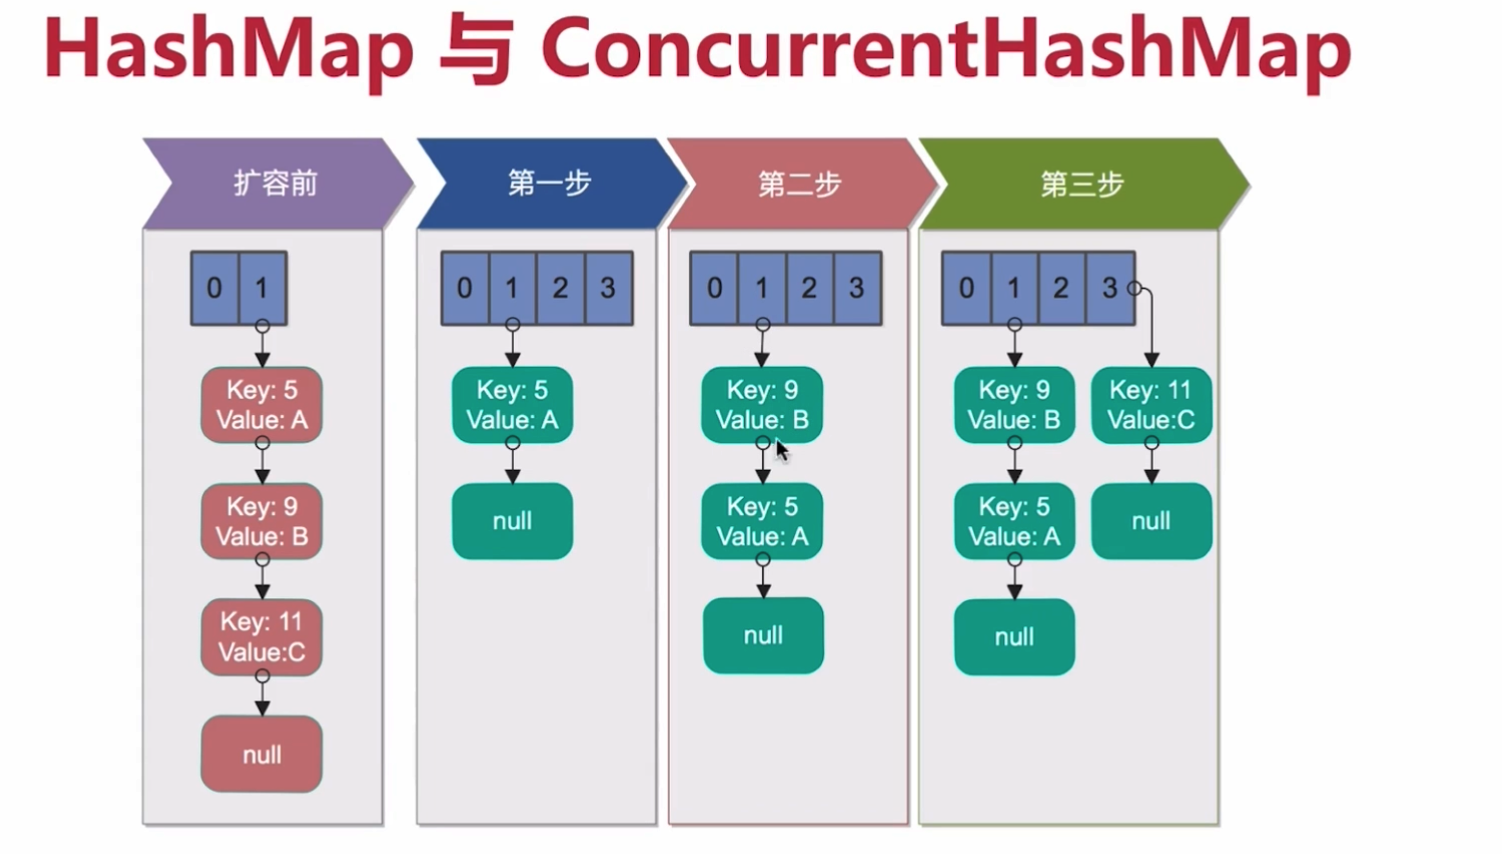 HashMap 与 ConcurrentHashMap
扩容前
0 1
Key: 5
Value: A
Key: 9
Value: B
Key: 11
Value:C
null
第一步
0 1 2 3
Key: 5
Value: A
null
第二步
0 1 2 3
Key: 9
Value: B
Key: 5
Value: A
null
第三步
0 1 2 3
Key: 9
Value: B
Key: 5
Value: A
null
Key: 11
Value:C
null